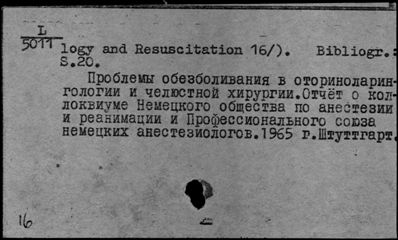 L
5011
logy and Resuscitation 16/). Bibliogr.:
S.20.
Проблемы обезболивания в оториноларин-
гологии и челюстной хирургии.Отчёт о кол-
локвиуме Немецкого общества по анестезии
и реанимации и Профессионального союза
немецких анестезиологов.1965 г.Штуттгарт.
16